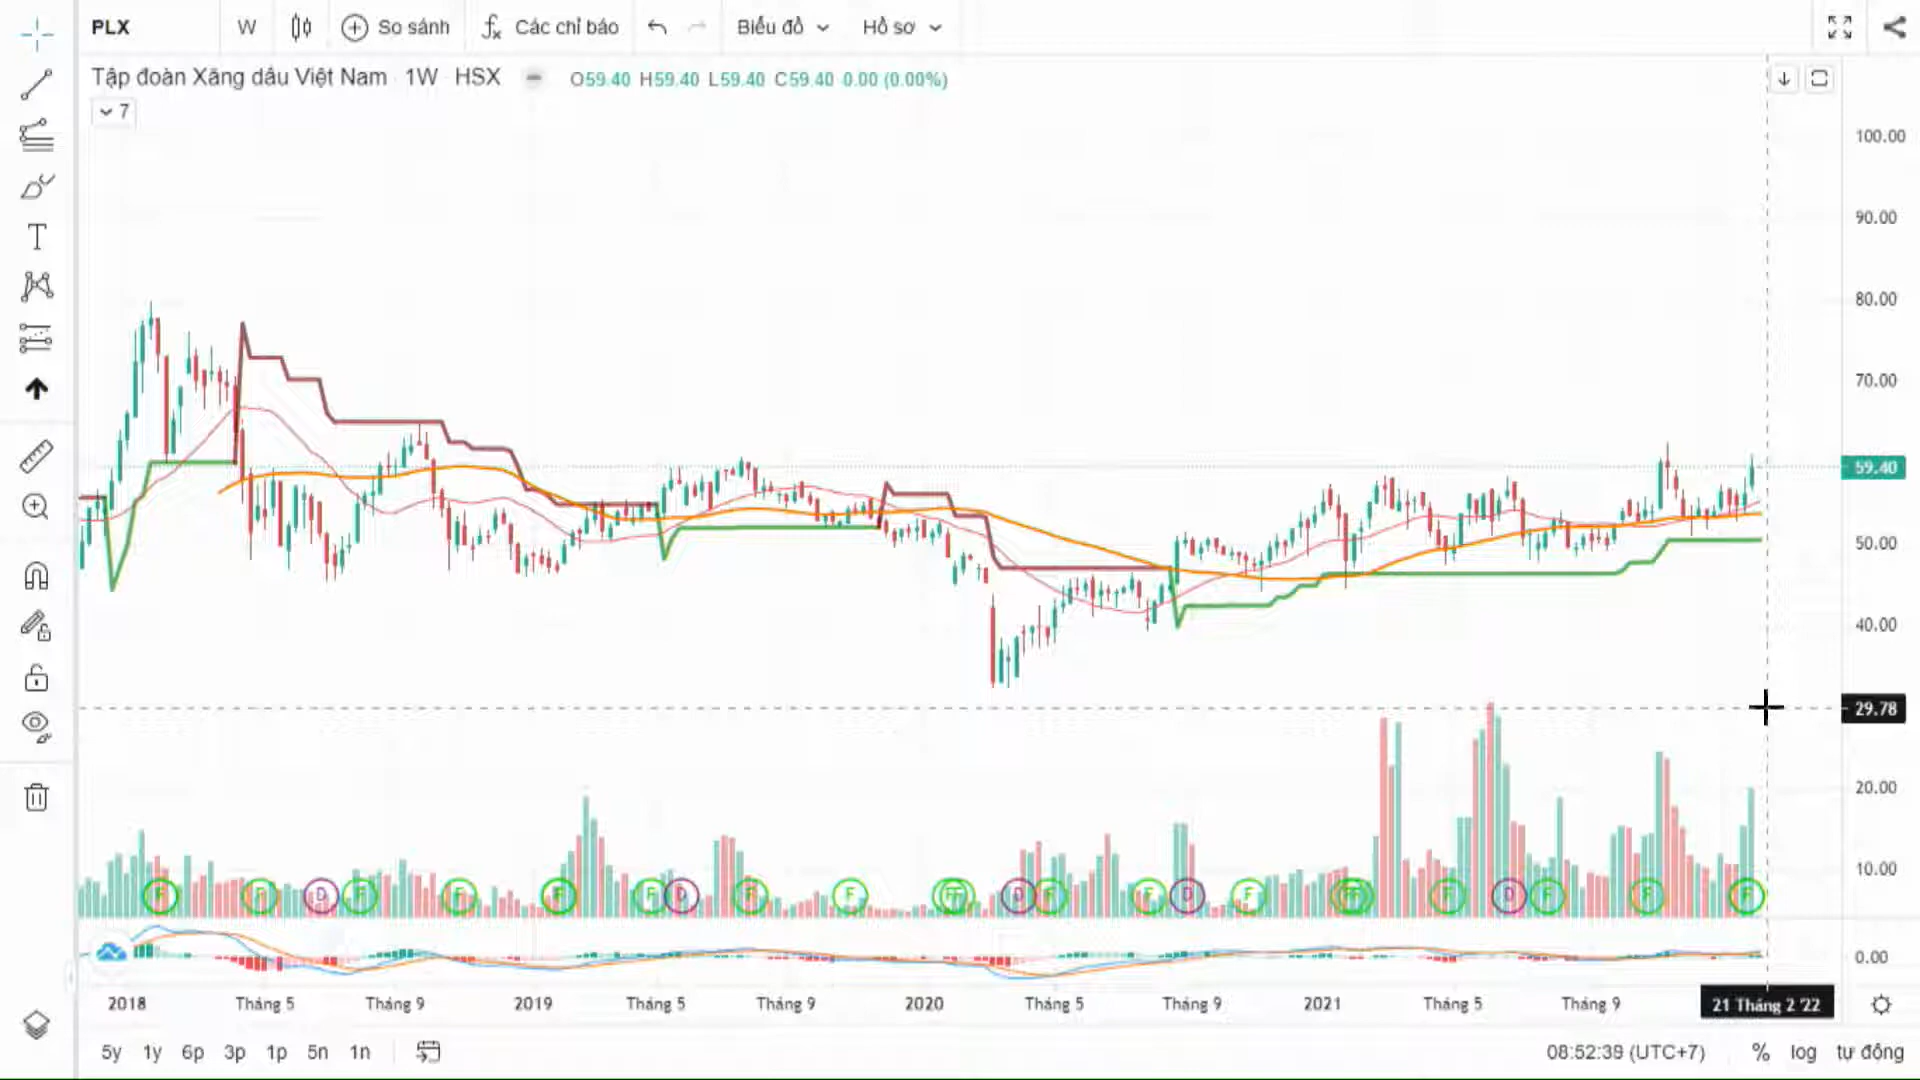 PLX W So sánh Các chỉ báo Biểu đồ Hồ sơ
Tập đoàn Xăng dầu Việt Nam 1W HSX O59.40 H59.40 L59.40 C59.40 0.00 (0.00%)
7
100.00
90.00
80.00
70.00
59.40
50.00
40.00
29.78
20.00
10.00
0.00
F F D F F F F D F F F D F F D F F F D F F F
2018 Tháng 5 Tháng 9 2019 Tháng 5 Tháng 9 2020 Tháng 5 Tháng 9 2021 Tháng 5 Tháng 9 21 Tháng 2 '22
5y 1y 6p 3p 1p 5n 1n 08:52:39 (UTC+7) % log tự động